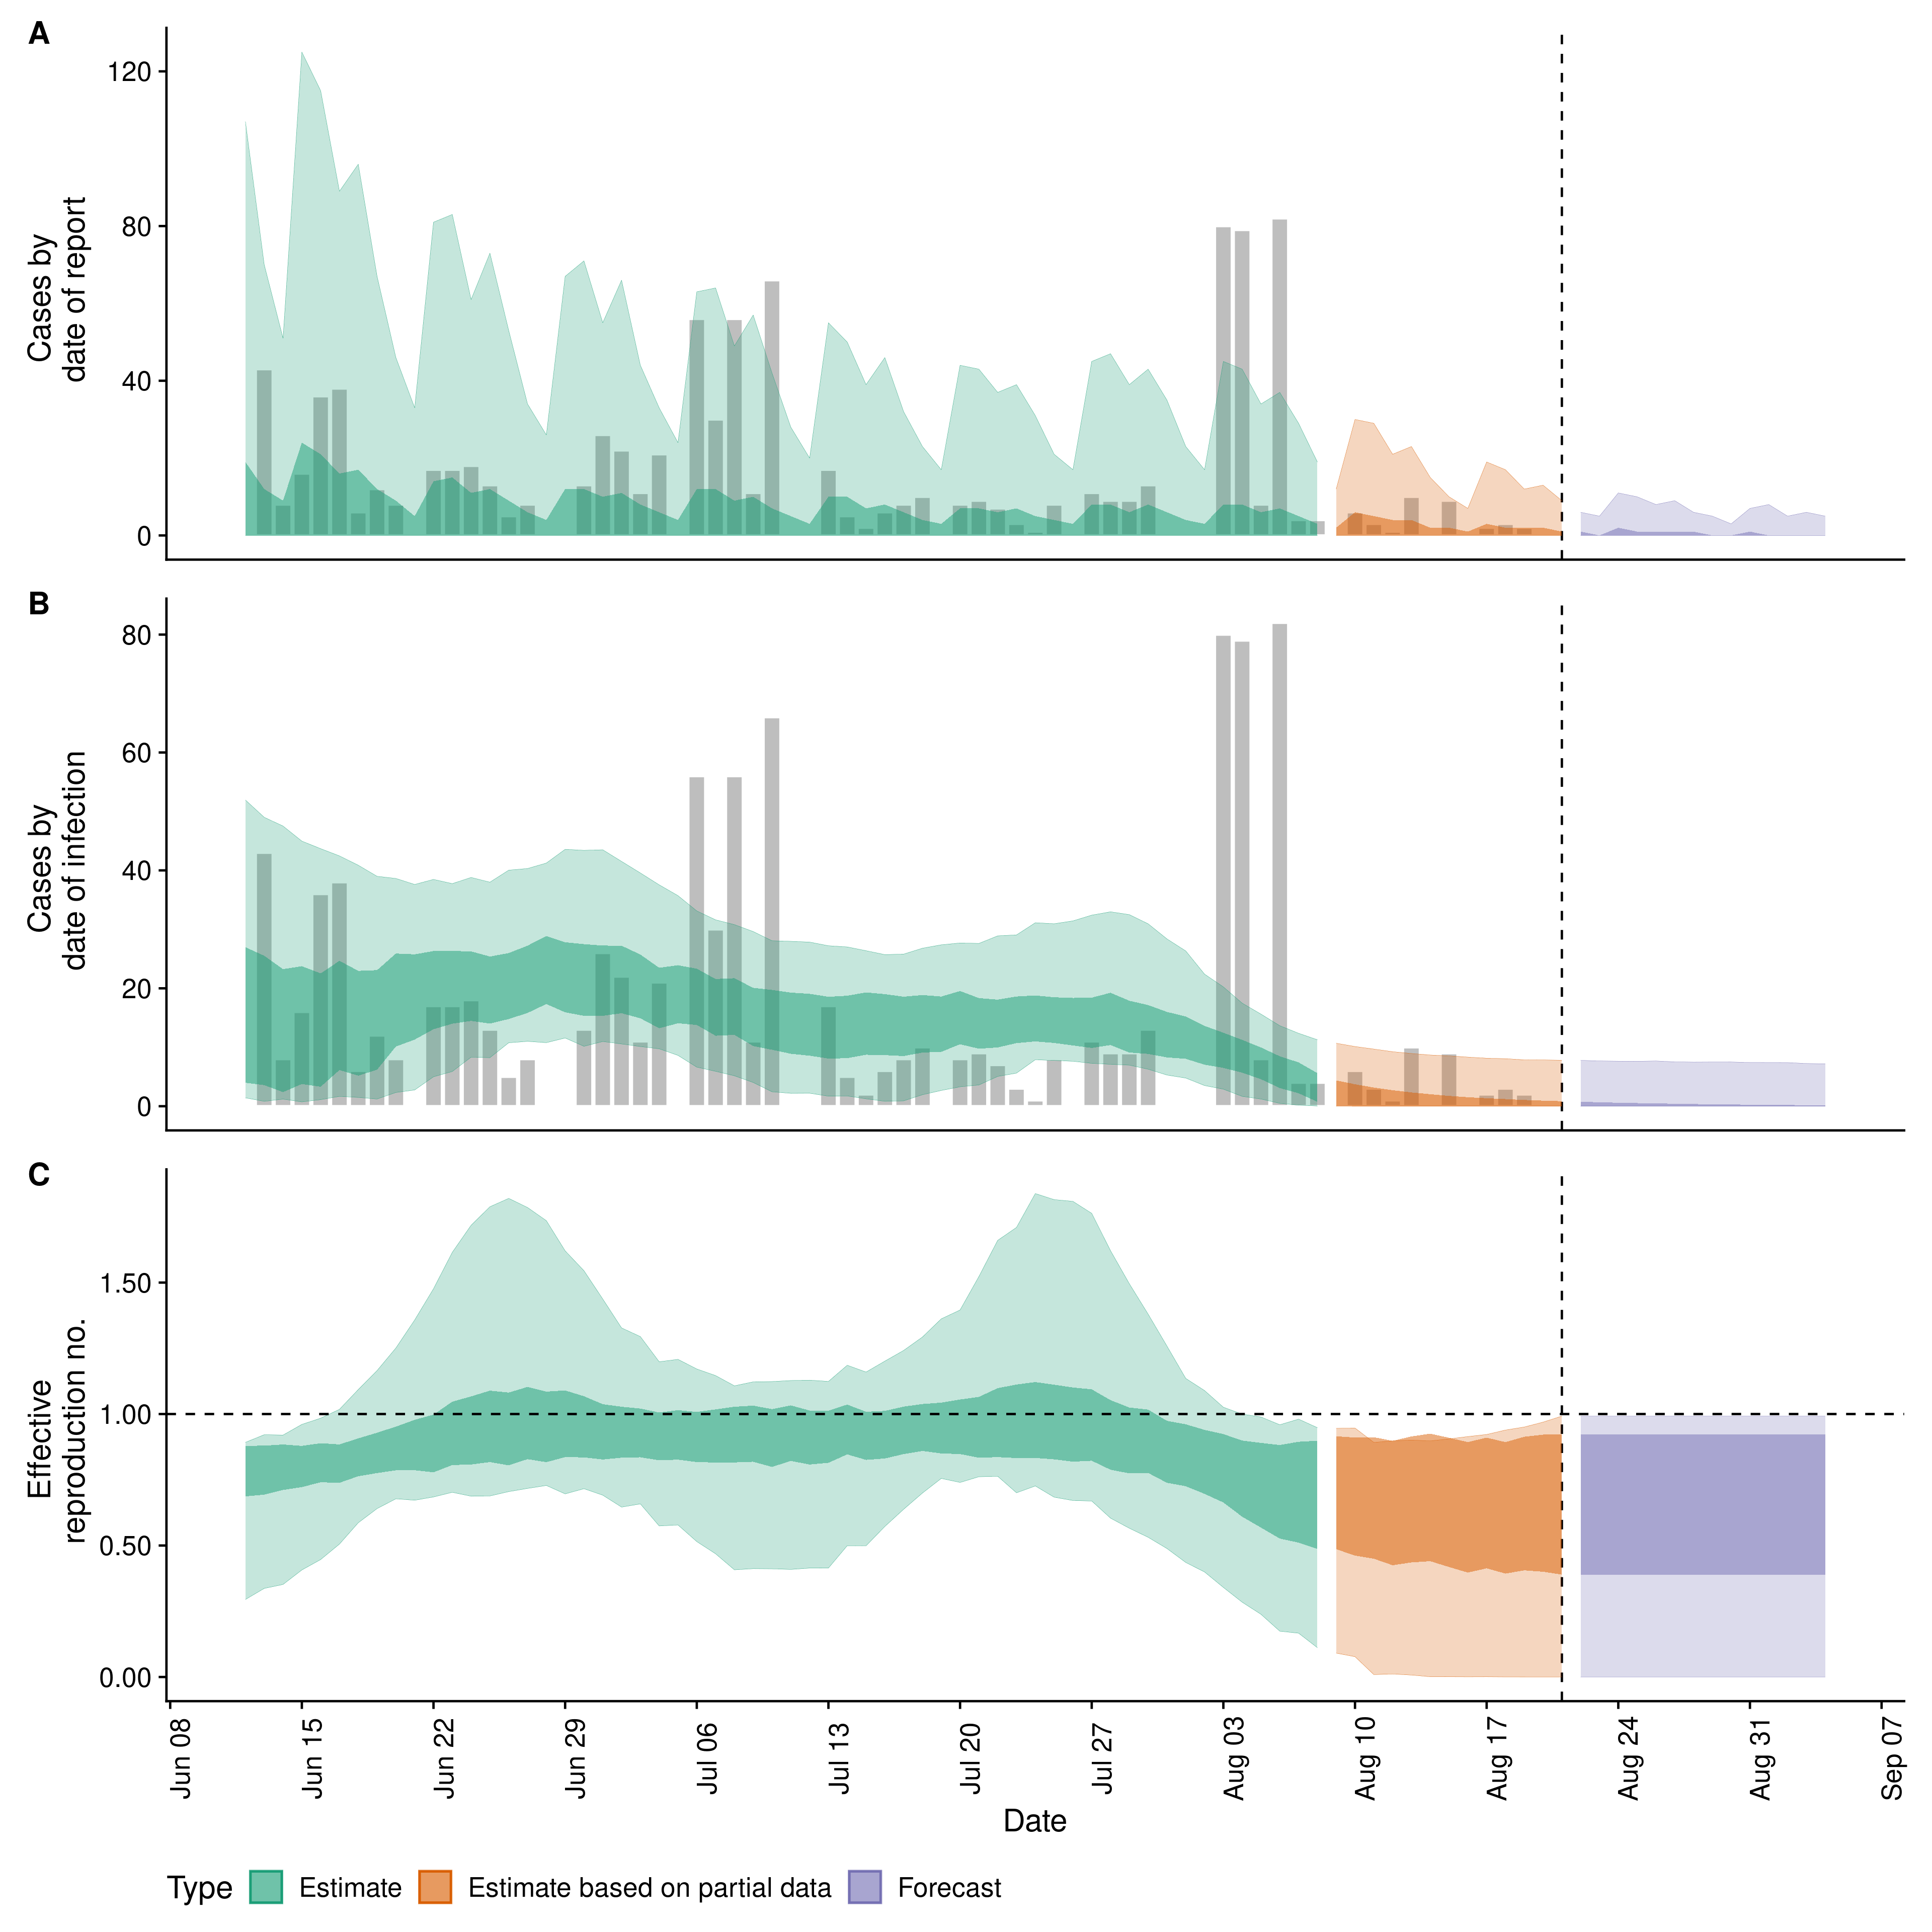 A
Cases by
date of report
120
80
40
0
B
Cases by
date of infection
80
60
40
20
0
C
Effective
reproduction no.
1.50
1.00
0.50
0.00
Jun 08
Jun 15
Jun 22
Jun 29
Jul 06
Jul 13
Jul 20
Jul 27
Aug 03
Aug 10
Aug 17
Aug 24
Aug 31
Sep 07
Date
Type Estimate Estimate based on partial data Forecast